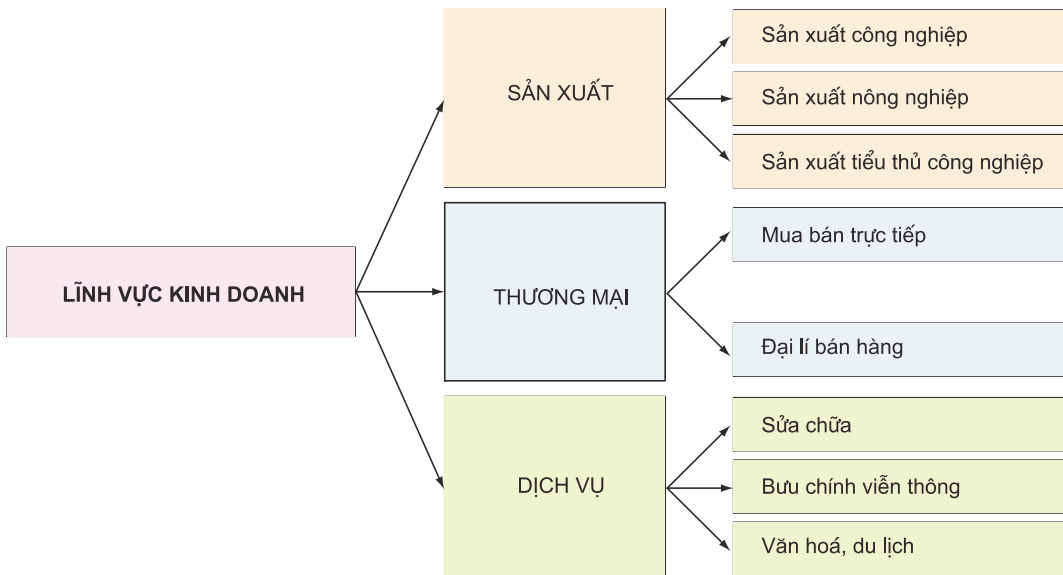 LĨNH VỰC KINH DOANH
SẢN XUẤT
Sản xuất công nghiệp
Sản xuất nông nghiệp
Sản xuất tiểu thủ công nghiệp
THƯƠNG MẠI
Mua bán trực tiếp
Đại lí bán hàng
DỊCH VỤ
Sửa chữa
Bưu chính viễn thông
Văn hoá, du lịch